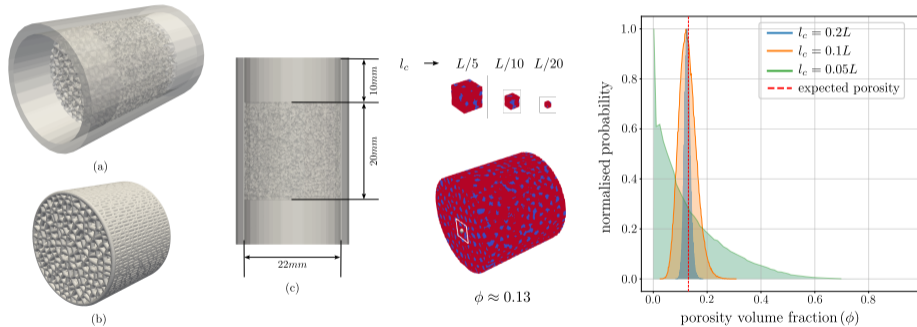 (a)
(b)
10mm
20mm
22mm
(c)
l_c → L/5 L/10 L/20
ϕ ≈ 0.13
normalised probability
1.0
0.8
0.6
0.4
0.2
0.0
l_c = 0.2L
l_c = 0.1L
l_c = 0.05L
expected porosity
0.0 0.2 0.4 0.6 0.8
porosity volume fraction (ϕ)